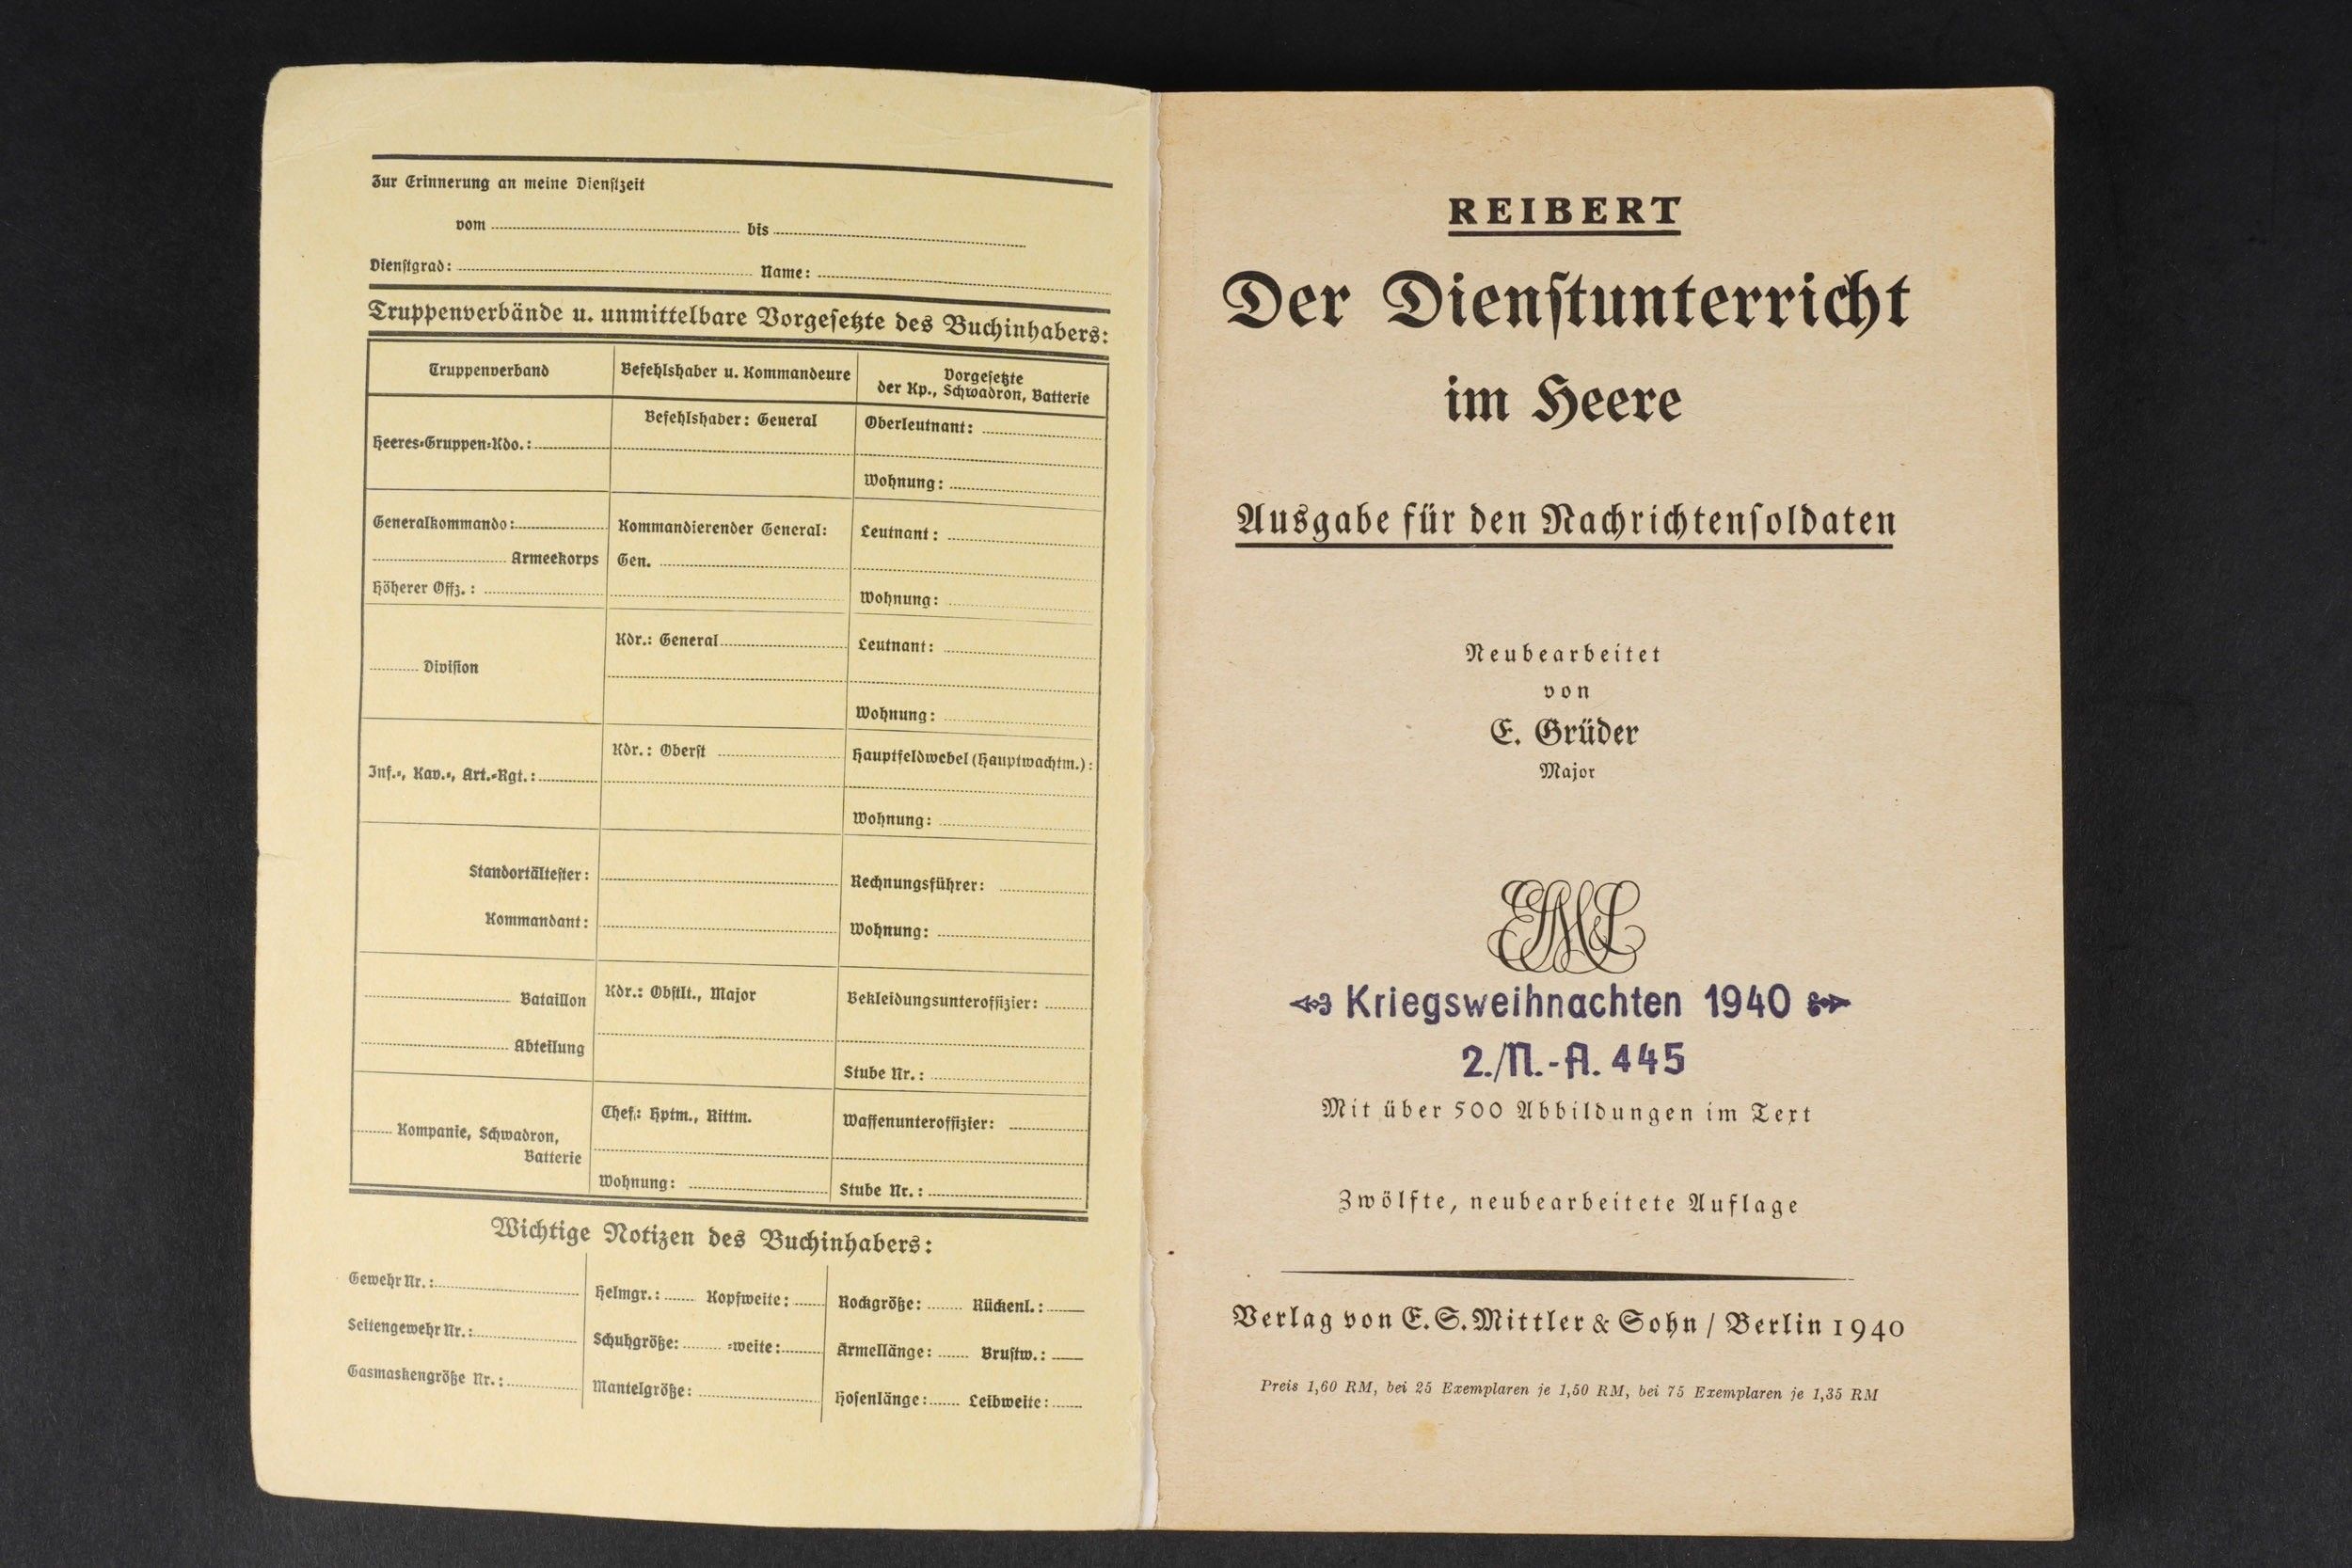 Zur Erinnerung an meine Dienstzeit
vom bis
Dienstgrad: Name:
Truppenverbände u. unmittelbare Vorgesetzte des Buchinhabers:
Truppenverband Befehlshaber u. Kommandeure Vorgesetzte
der Kp., Schwadron, Batterie
Heeres-Gruppen-Kdo.: Befehlshaber: General Oberleutnant:
Wohnung:
Generalkommando: Kommandierender General: Leutnant:
Armeekorps Gen.
Höherer Offz.: Wohnung:
Division Kdr.: General Leutnant:
Wohnung:
Inf.-, Kav.-, Art.-Rgt.: Kdr.: Oberst Hauptfeldwebel (Hauptwachtm.):
Wohnung:
Standortältester: Rechnungsführer:
Kommandant: Wohnung:
Bataillon Kdr.: Obstlt., Major Bekleidungsunteroffizier:
Abteilung
Stube Nr.:
Kompanie, Schwadron, Chef: Hptm., Rittm. Waffenunteroffizier:
Batterie
Wohnung: Stube Nr.:
Wichtige Notizen des Buchinhabers:
Gewehr Nr.: Helmgr.: Kopfweite: Rockgröße: Rückenl.:
Seitengewehr Nr.: Schuhgröße: -weite: Ärmellänge: Brustw.:
Gasmaskengröße Nr.: Mantelgröße: Hosenlänge: Leibweite:
REIBERT
Der Dienstunterricht
im Heere
Ausgabe für den Nachrichtensoldaten
Neubearbeitet
von
E. Grüder
Major
Kriegsweihnachten 1940
2./N.-A. 445
Mit über 500 Abbildungen im Text
Zwölfte, neubearbeitete Auflage
Verlag von E. S. Mittler & Sohn / Berlin 1940
Preis 1,60 RM, bei 25 Exemplaren je 1,50 RM, bei 75 Exemplaren je 1,35 RM